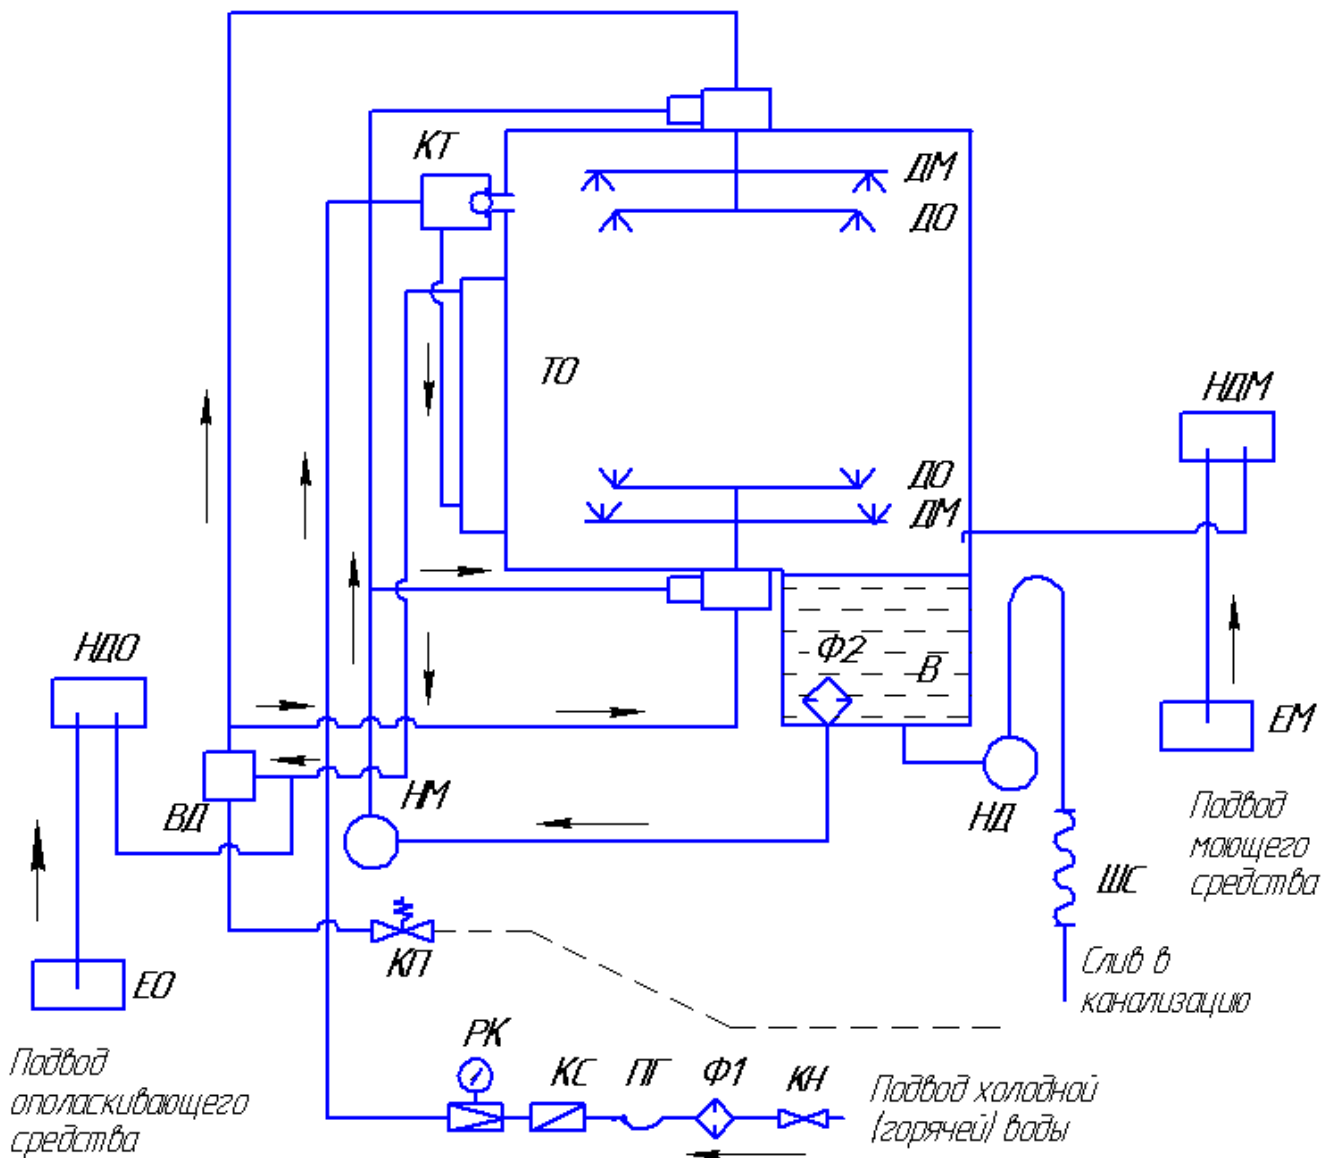 КТ
ДМ
ДО
ТО
НДМ
ДО
ДМ
НДО
Ф2
В
ЕМ
ВД
НМ
НД
Подвод
моющего
средства
ШС
КП
ЕО
Слив в
канализацию
РК
КС
ПГ
Ф1
КН
Подвод холодной
(горячей) воды
Подвод
ополаскивающего
средства